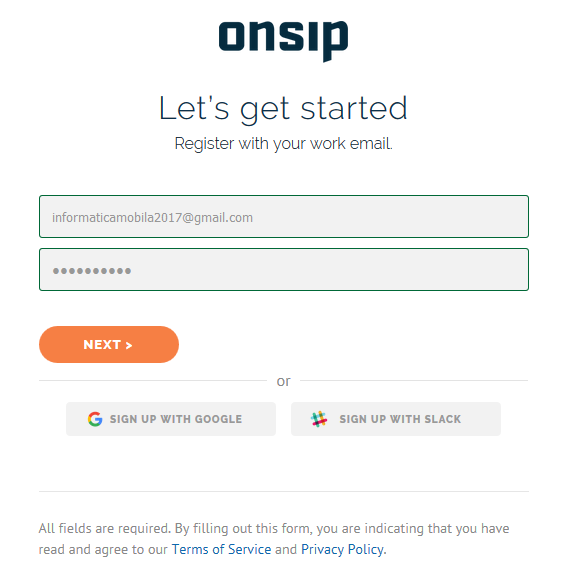 onsip
Let's get started
Register with your work email.
informaticamobila2017@gmail.com
••••••••••
NEXT >
or
SIGN UP WITH GOOGLE
SIGN UP WITH SLACK
All fields are required. By filling out this form, you are indicating that you have
read and agree to our Terms of Service and Privacy Policy.